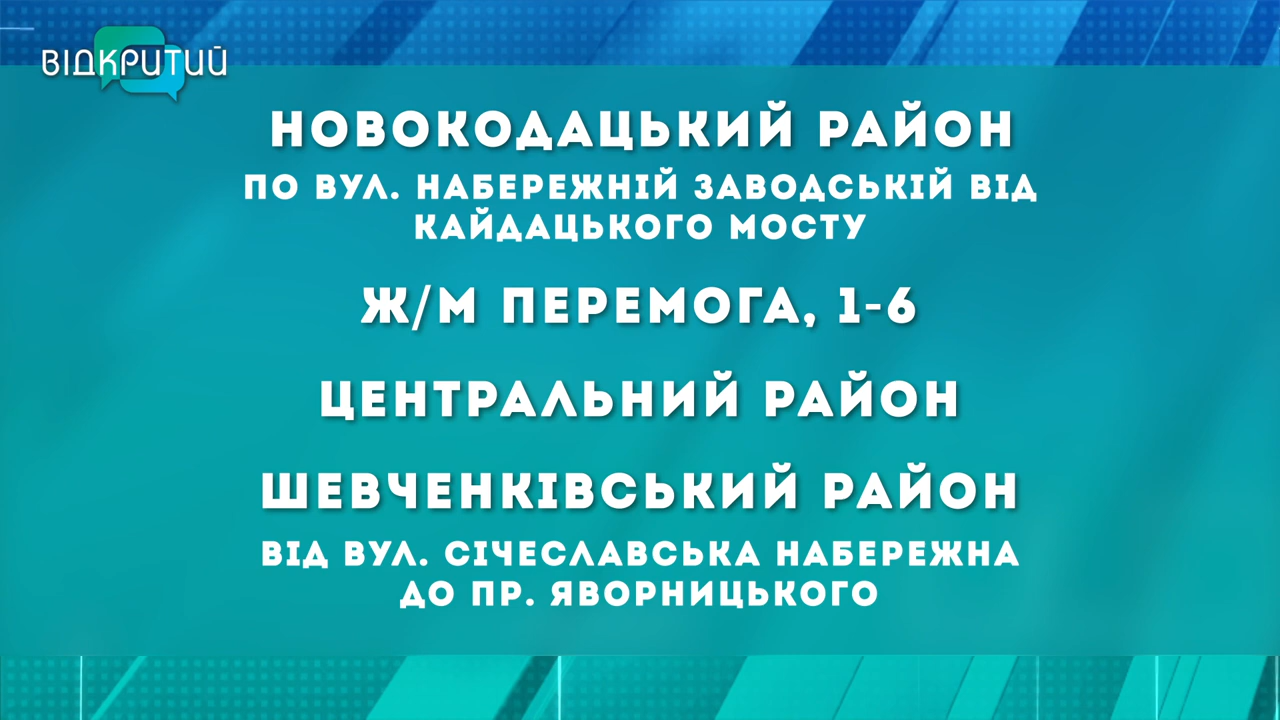 ВІДКРИТИЙ
НОВОКОДАЦЬКИЙ РАЙОН
ПО ВУЛ. НАБЕРЕЖНІЙ ЗАВОДСЬКІЙ ВІД
КАЙДАЦЬКОГО МОСТУ
Ж/М ПЕРЕМОГА, 1-6
ЦЕНТРАЛЬНИЙ РАЙОН
ШЕВЧЕНКІВСЬКИЙ РАЙОН
ВІД ВУЛ. СІЧЕСЛАВСЬКА НАБЕРЕЖНА
ДО ПР. ЯВОРНИЦЬКОГО